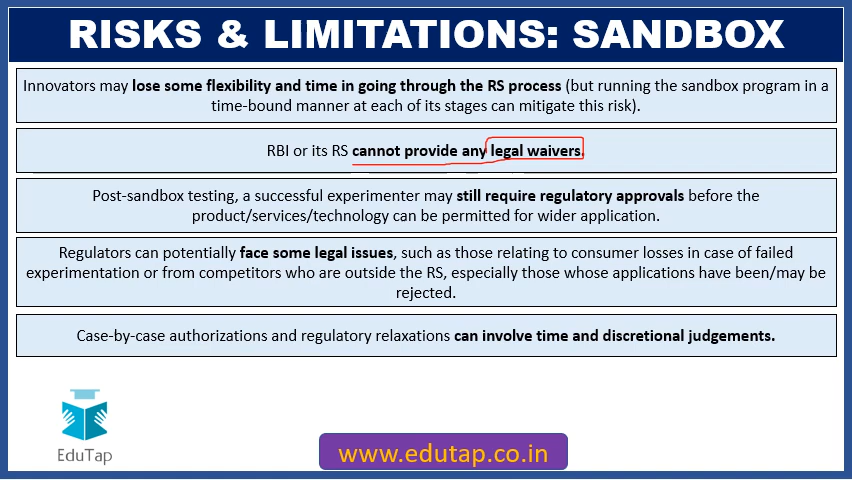 RISKS & LIMITATIONS: SANDBOX
Innovators may lose some flexibility and time in going through the RS process (but running the sandbox program in a
time-bound manner at each of its stages can mitigate this risk).
RBI or its RS cannot provide any legal waivers.
Post-sandbox testing, a successful experimenter may still require regulatory approvals before the
product/services/technology can be permitted for wider application.
Regulators can potentially face some legal issues, such as those relating to consumer losses in case of failed
experimentation or from competitors who are outside the RS, especially those whose applications have been/may be
rejected.
Case-by-case authorizations and regulatory relaxations can involve time and discretional judgements.
EduTap
www.edutap.co.in